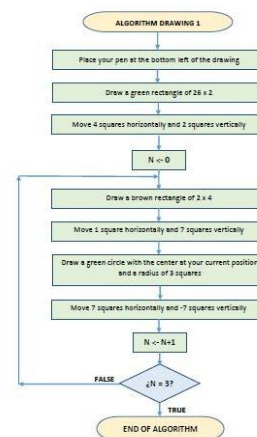 ALGORITHM DRAWING 1
Place your pen at the bottom left of the drawing
Draw a green rectangle of 26 x 2
Move 4 squares horizontally and 2 squares vertically
N <- 0
Draw a brown rectangle of 2 x 4
Move 1 square horizontally and 7 squares vertically
Draw a green circle with the center at your current position
and a radius of 3 squares
Move 7 squares horizontally and -7 squares vertically
N <- N+1
FALSE
¿N = 3?
TRUE
END OF ALGORITHM